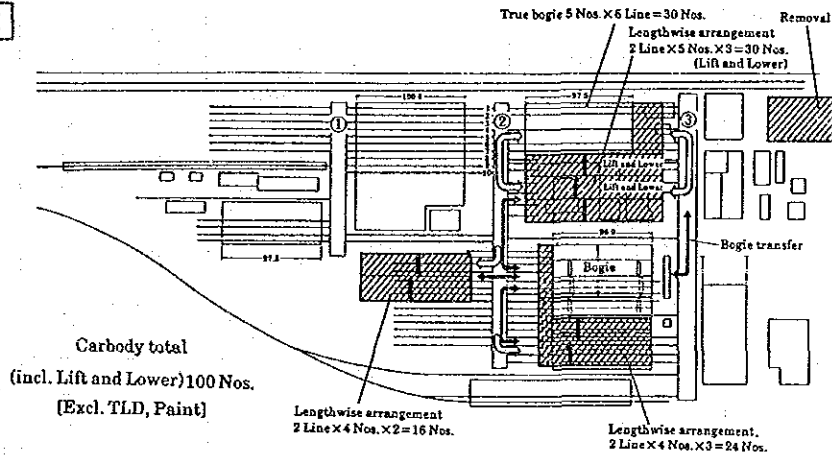 True bogie 5 Nos.×6 Line=30 Nos.
Removal
Lengthwise arrangement
2 Line×5 Nos.×3=30 Nos.
(Lift and Lower)
97.5
①
②
③
Lift and Lower
Lift and Lower
Bogie transfer
Bogie
Carbody total
(incl. Lift and Lower) 100 Nos.
[Excl. TLD, Paint]
Lengthwise arrangement
2 Line×4 Nos.×2=16 Nos.
Lengthwise arrangement.
2 Line×4 Nos.×3=24 Nos.